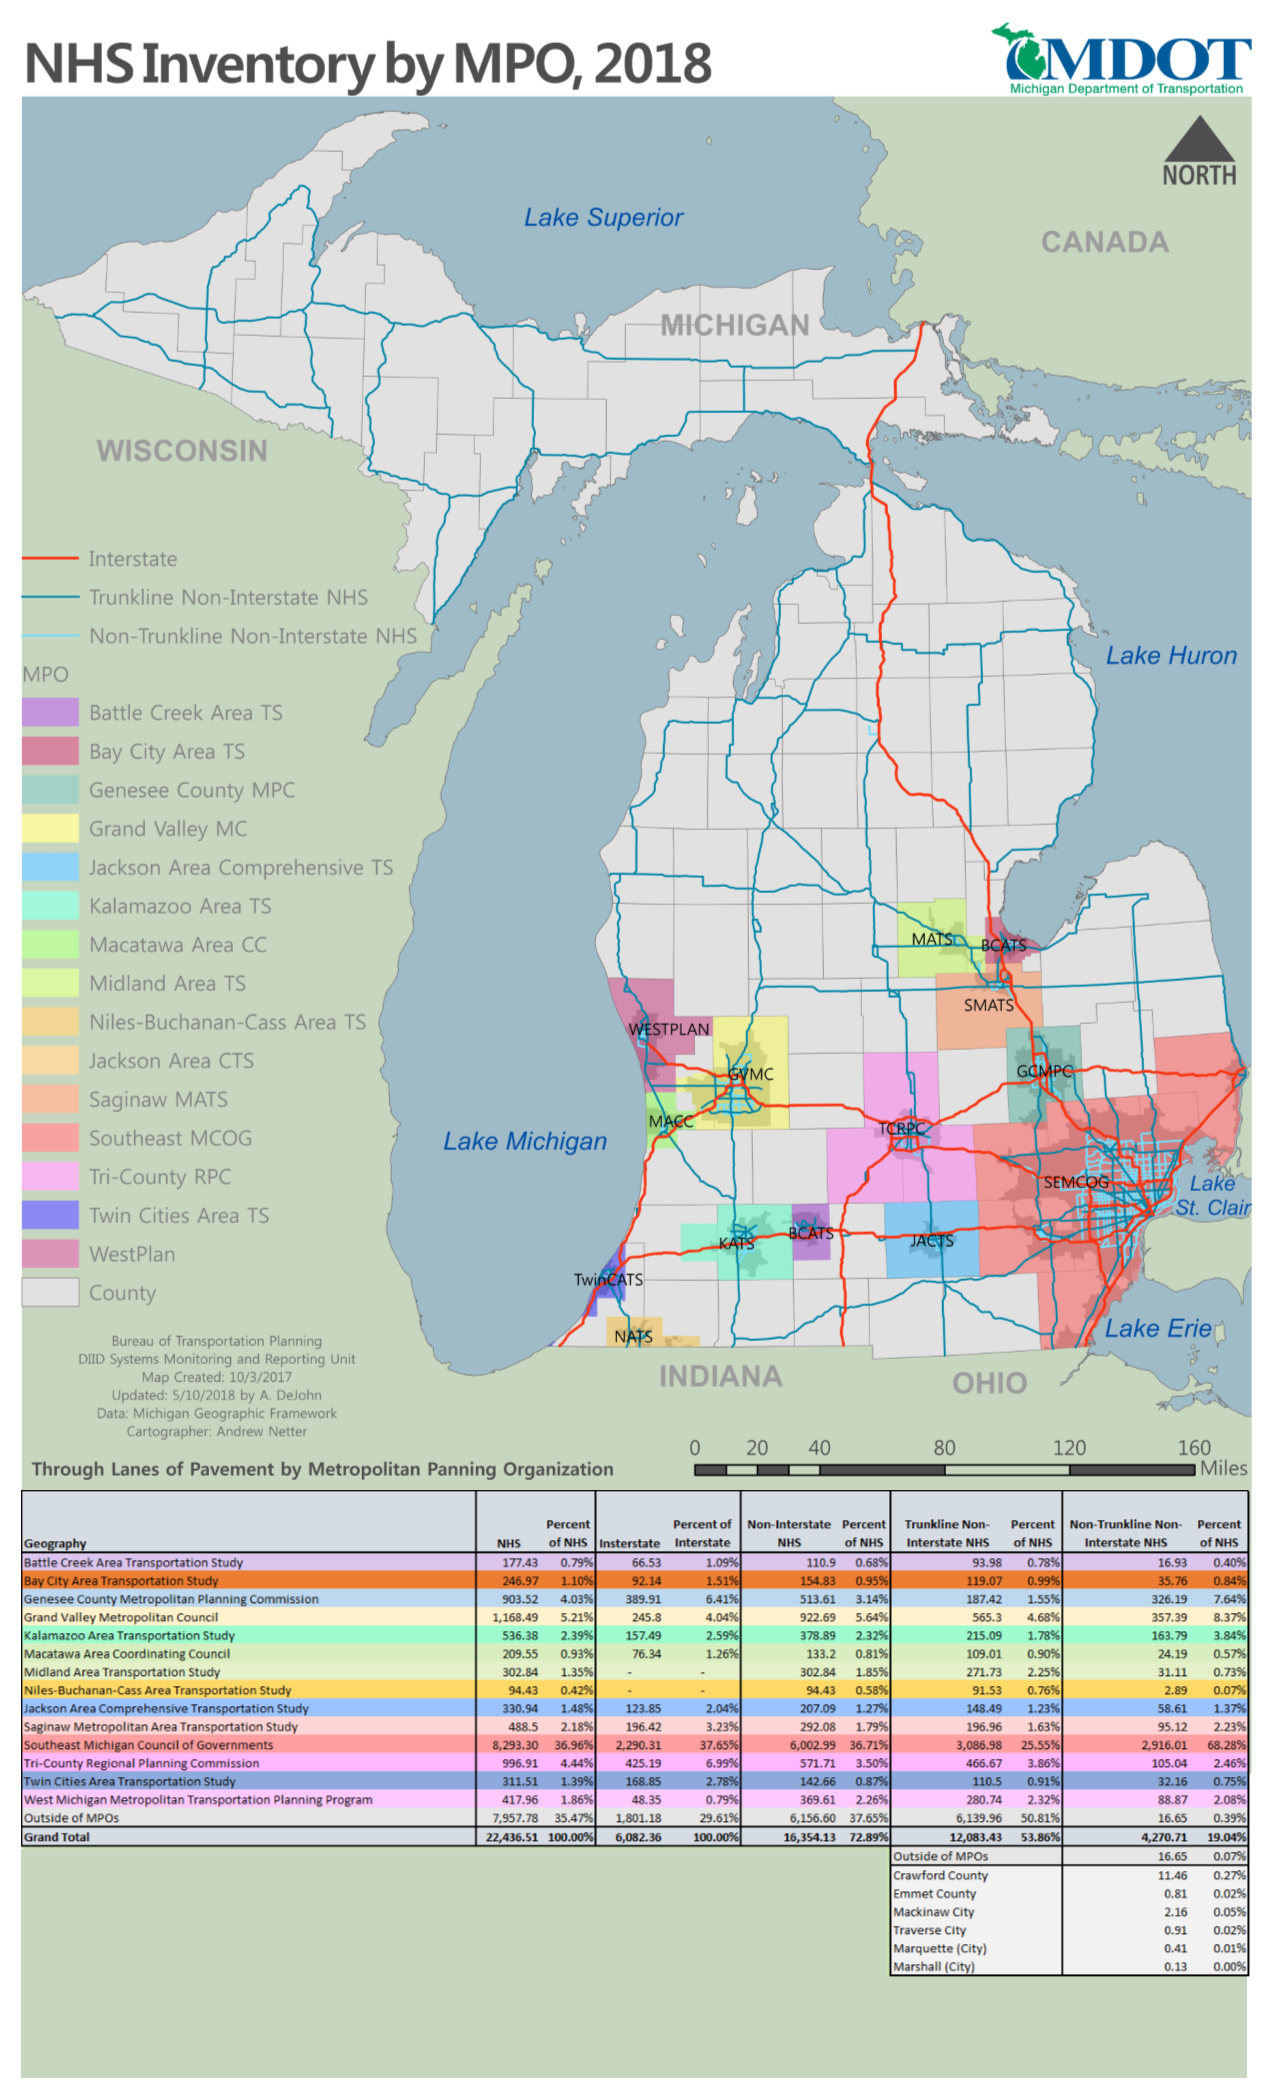 NHS Inventory by MPO, 2018
MDOT
Michigan Department of Transportation
NORTH
Lake Superior
CANADA
MICHIGAN
WISCONSIN
Interstate
Trunkline Non-Interstate NHS
Non-Trunkline Non-Interstate NHS
Lake Huron
MPO
Battle Creek Area TS
Bay City Area TS
Genesee County MPC
Grand Valley MC
Jackson Area Comprehensive TS
Kalamazoo Area TS
Macatawa Area CC
Midland Area TS
Niles-Buchanan-Cass Area TS
Jackson Area CTS
Saginaw MATS
Southeast MCOG
Tri-County RPC
Twin Cities Area TS
WestPlan
County
MATS
BCATS
SMATS
WESTPLAN
GVMC
GCMPC
MACC
TCRPC
Lake Michigan
SEMCOG
Lake
St. Clair
KATS
BCATS
JACTS
TwinCATS
NATS
Lake Erie
INDIANA
OHIO
Bureau of Transportation Planning
DIID Systems Monitoring and Reporting Unit
Map Created: 10/3/2017
Updated: 5/10/2018 by A. DeJohn
Data: Michigan Geographic Framework
Cartographer: Andrew Netter
0 20 40 80 120 160
Miles
Through Lanes of Pavement by Metropolitan Panning Organization
Percent Percent of Non-Interstate Percent Trunkline Non- Percent Non-Trunkline Non- Percent
Geography NHS of NHS Insterstate Interstate NHS of NHS Interstate NHS of NHS Interstate NHS of NHS
Battle Creek Area Transportation Study 177.43 0.79% 66.53 1.09% 110.9 0.68% 93.98 0.78% 16.93 0.40%
Bay City Area Transportation Study 246.97 1.10% 92.14 1.51% 154.83 0.95% 119.07 0.99% 35.76 0.84%
Genesee County Metropolitan Planning Commission 903.52 4.03% 389.91 6.41% 513.61 3.14% 187.42 1.55% 326.19 7.64%
Grand Valley Metropolitan Council 1,168.49 5.21% 245.8 4.04% 922.69 5.64% 565.3 4.68% 357.39 8.37%
Kalamazoo Area Transportation Study 536.38 2.39% 157.49 2.59% 378.89 2.32% 215.09 1.78% 163.79 3.84%
Macatawa Area Coordinating Council 209.55 0.93% 76.34 1.26% 133.2 0.81% 109.01 0.90% 24.19 0.57%
Midland Area Transportation Study 302.84 1.35% - - 302.84 1.85% 271.73 2.25% 31.11 0.73%
Niles-Buchanan-Cass Area Transportation Study 94.43 0.42% - - 94.43 0.58% 91.53 0.76% 2.89 0.07%
Jackson Area Comprehensive Transportation Study 330.94 1.48% 123.85 2.04% 207.09 1.27% 148.49 1.23% 58.61 1.37%
Saginaw Metropolitan Area Transportation Study 488.5 2.18% 196.42 3.23% 292.08 1.79% 196.96 1.63% 95.12 2.23%
Southeast Michigan Council of Governments 8,293.30 36.96% 2,290.31 37.65% 6,002.99 36.71% 3,086.98 25.55% 2,916.01 68.28%
Tri-County Regional Planning Commission 996.91 4.44% 425.19 6.99% 571.71 3.50% 466.67 3.86% 105.04 2.46%
Twin Cities Area Transportation Study 311.51 1.39% 168.85 2.78% 142.66 0.87% 110.5 0.91% 32.16 0.75%
West Michigan Metropolitan Transportation Planning Program 417.96 1.86% 48.35 0.79% 369.61 2.26% 280.74 2.32% 88.87 2.08%
Outside of MPOs 7,957.78 35.47% 1,801.18 29.61% 6,156.60 37.65% 6,139.96 50.81% 16.65 0.39%
Grand Total 22,436.51 100.00% 6,082.36 100.00% 16,354.13 72.89% 12,083.43 53.86% 4,270.71 19.04%
Outside of MPOs 16.65 0.07%
Crawford County 11.46 0.27%
Emmet County 0.81 0.02%
Mackinaw City 2.16 0.05%
Traverse City 0.91 0.02%
Marquette (City) 0.41 0.01%
Marshall (City) 0.13 0.00%